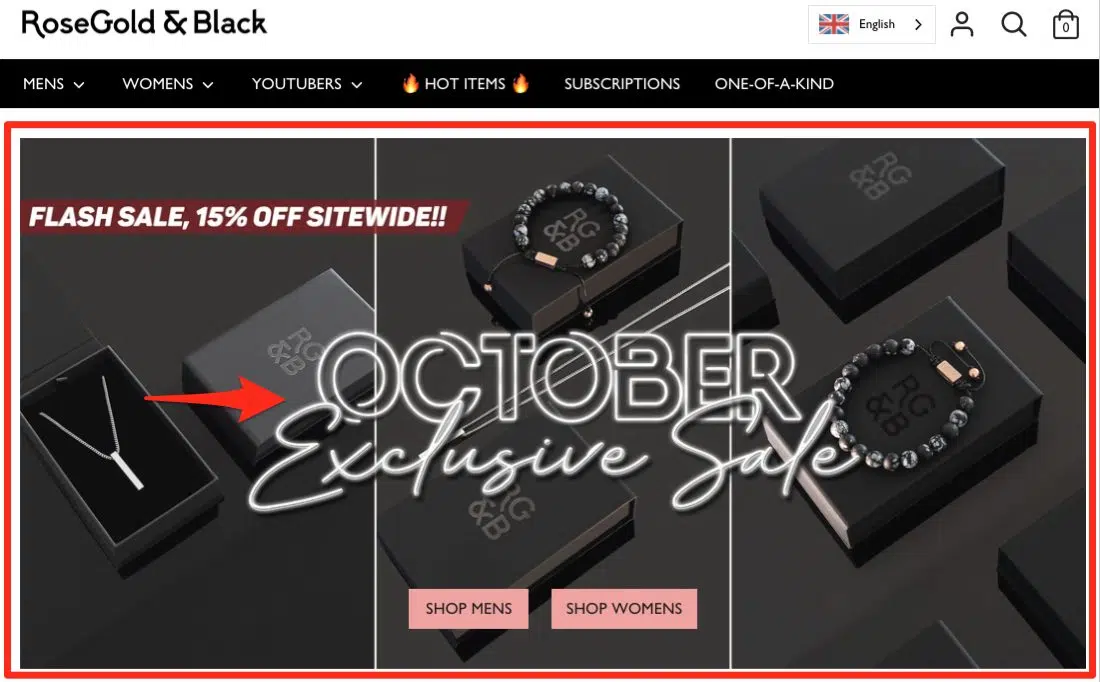 RoseGold & Black
English
0
MENS
WOMENS
YOUTUBERS
🔥 HOT ITEMS 🔥
SUBSCRIPTIONS
ONE-OF-A-KIND
FLASH SALE, 15% OFF SITEWIDE!!
RG
&B
RG
&B
RG
&B
OCTOBER
Exclusive Sale
RG
&B
RG
&B
SHOP MENS
SHOP WOMENS